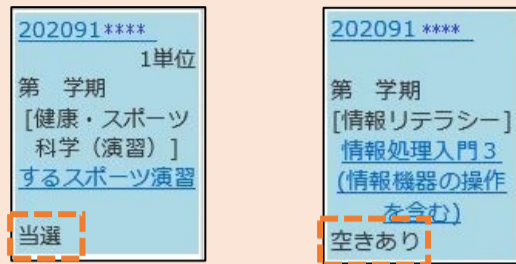 202091****
1単位
第　学期
[健康・スポーツ
科学（演習）]
するスポーツ演習
当選
202091 ****
第　学期
[情報リテラシー]
情報処理入門３
(情報機器の操作
を含む)
空きあり